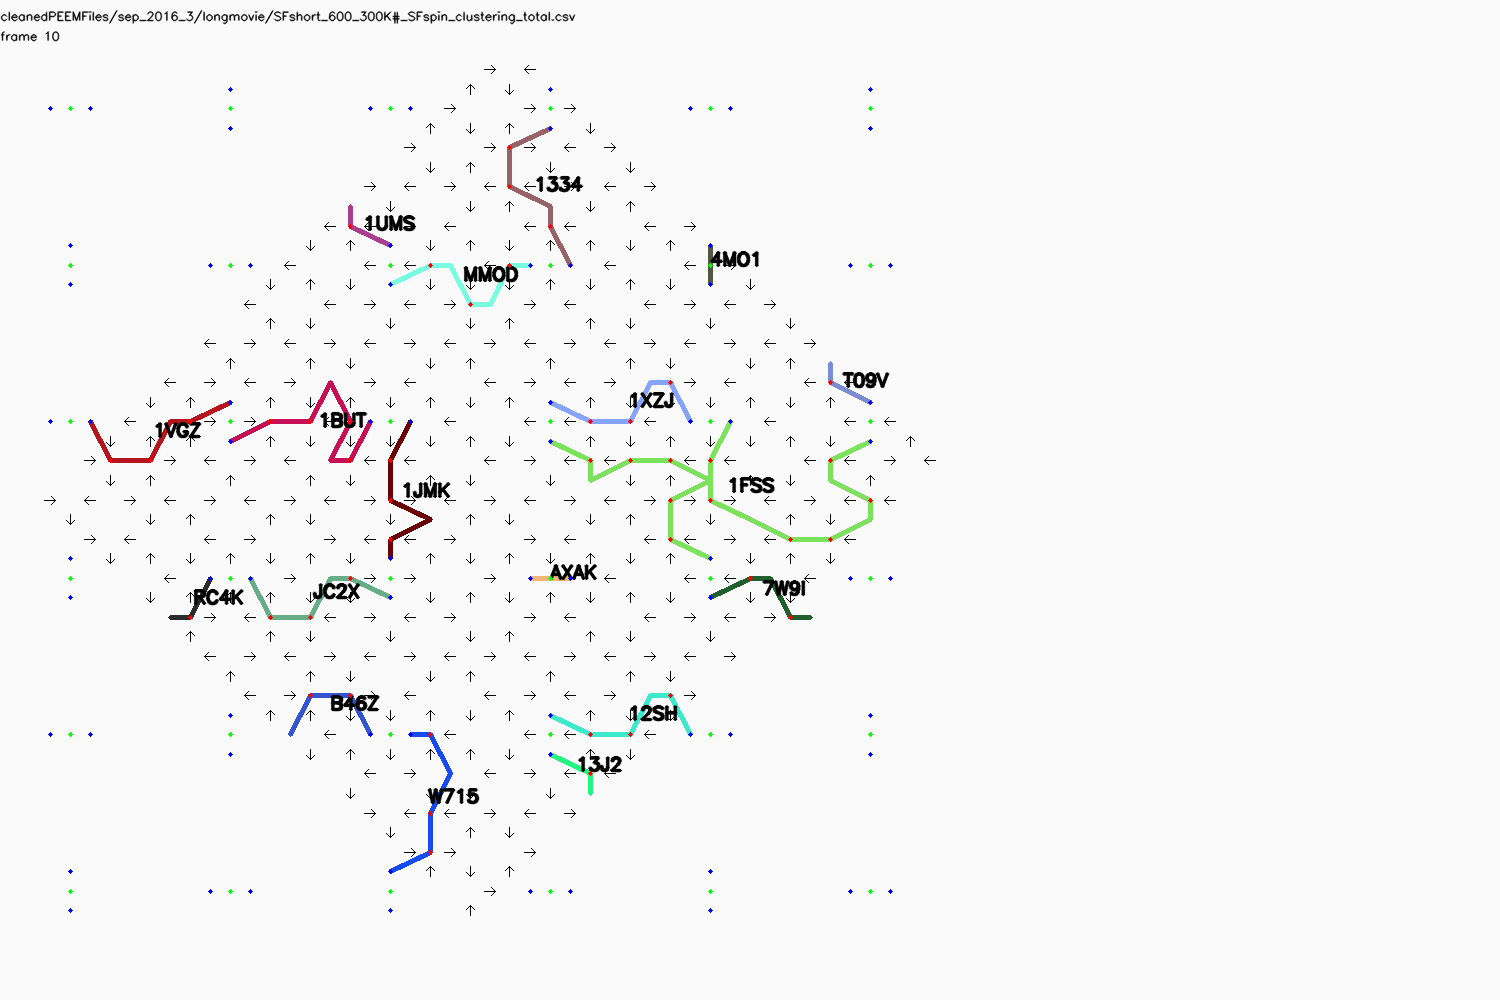 cleanedPEEMFiles/sep_2016_3/longmovie/SFshort_600_300K#_SFspin_clustering_total.csv
frame 10
1334
1UMS
4M01
MMOD
T09V
1XZJ
1BUT
1VGZ
1FSS
1JMK
AXAK
7W9I
JC2X
RC4K
B46Z
12SH
13J2
W715